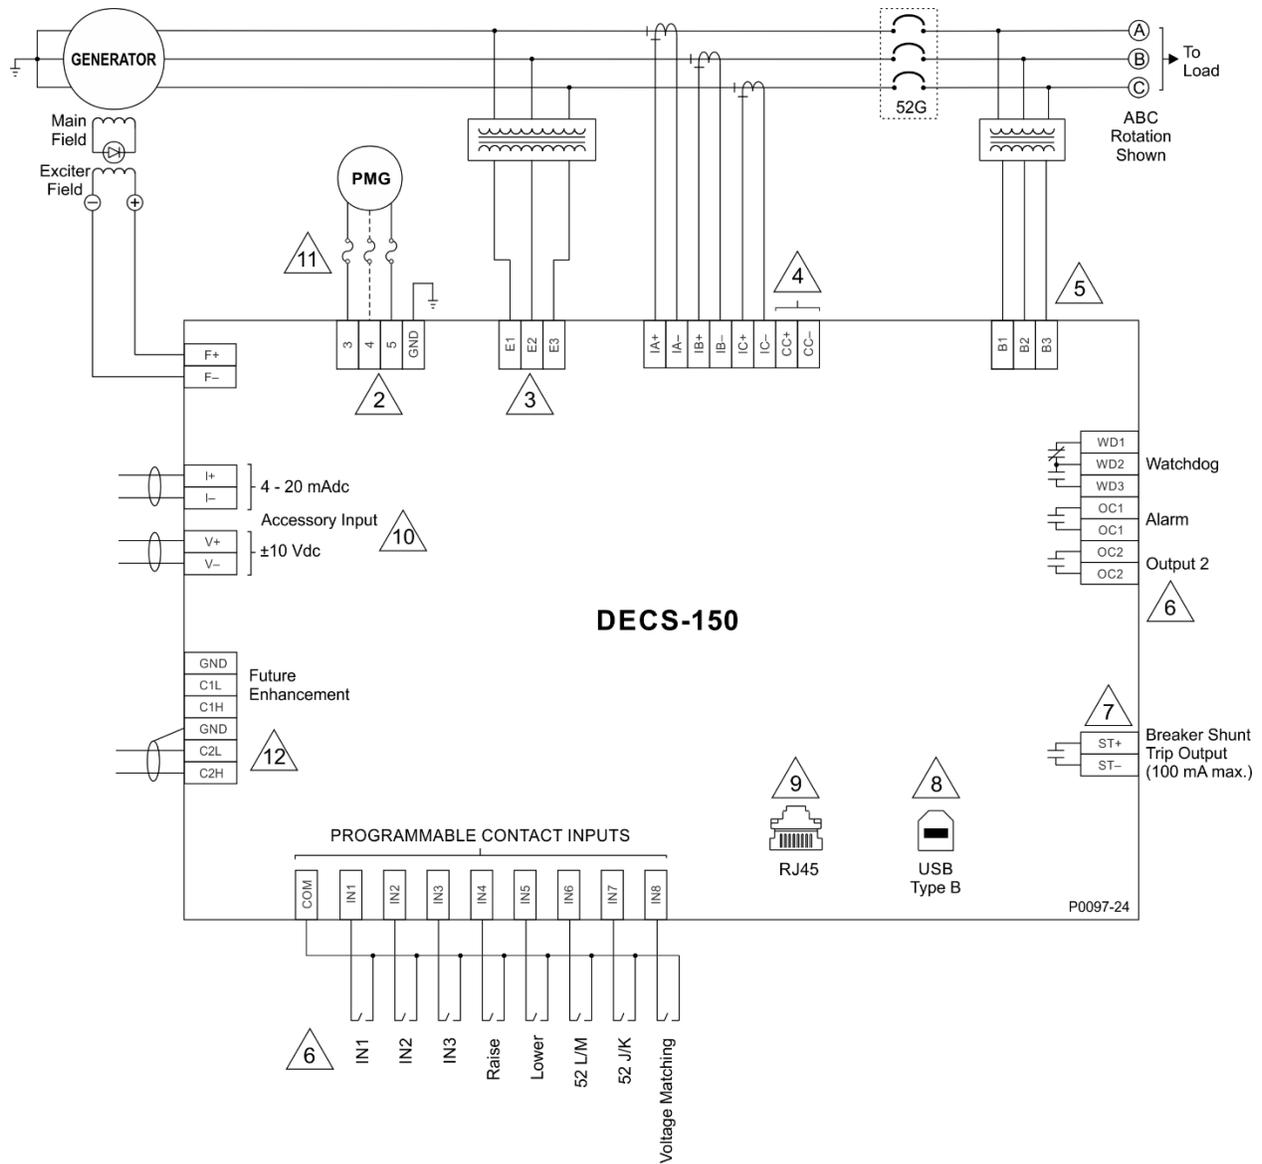 GENERATOR
A
B
C
To
Load
52G
ABC
Rotation
Shown
Main
Field
Exciter
Field
−
+
PMG
11
4
5
3
4
5
GND
E1
E2
E3
IA+
IA−
IB+
IB−
IC+
IC−
CC+
CC−
B1
B2
B3
F+
F−
2
3
I+
I−
4 - 20 mAdc
Accessory Input
10
V+
V−
±10 Vdc
WD1
WD2
WD3
Watchdog
OC1
OC1
Alarm
OC2
OC2
Output 2
6
DECS-150
GND
C1L
C1H
Future
Enhancement
GND
C2L
C2H
12
7
ST+
ST−
Breaker Shunt
Trip Output
(100 mA max.)
9
RJ45
8
USB
Type B
PROGRAMMABLE CONTACT INPUTS
COM
IN1
IN2
IN3
IN4
IN5
IN6
IN7
IN8
P0097-24
6
IN1
IN2
IN3
Raise
Lower
52 L/M
52 J/K
Voltage Matching